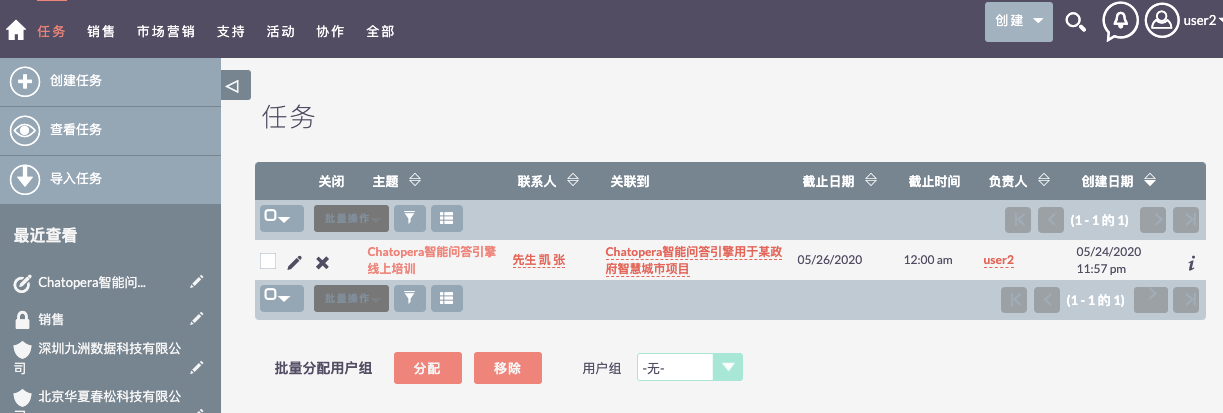 任务 销售 市场营销 支持 活动 协作 全部 创建 user2
创建任务
查看任务
导入任务
最近查看
Chatopera智能问...
销售
深圳九洲数据科技有限公
司
北京华夏春松科技有限公
任务
关闭 主题 联系人 关联到 截止日期 截止时间 负责人 创建日期
批量操作 (1 - 1 的 1)
Chatopera智能问答引擎
线上培训
先生 凯 张
Chatopera智能问答引擎用于某政
府智慧城市项目
05/26/2020 12:00 am user2
05/24/2020
11:57 pm
批量操作 (1 - 1 的 1)
批量分配用户组 分配 移除 用户组 -无-